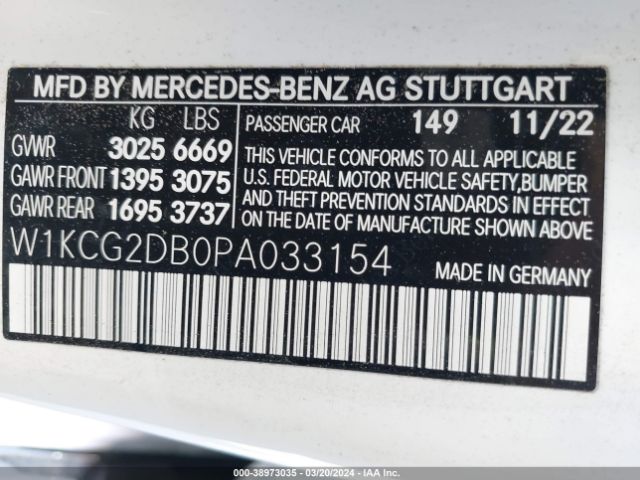 MFD BY MERCEDES-BENZ AG STUTTGART
KG LBS
GVWR 3025 6669
GAWR FRONT 1395 3075
GAWR REAR 1695 3737
PASSENGER CAR 149 11/22
THIS VEHICLE CONFORMS TO ALL APPLICABLE
U.S. FEDERAL MOTOR VEHICLE SAFETY,BUMPER
AND THEFT PREVENTION STANDARDS IN EFFECT
ON THE DATE OF MANUFACTURE SHOWN ABOVE
W1KCG2DB0PA033154
MADE IN GERMANY
000-38973035 - 03/20/2024 - IAA Inc.